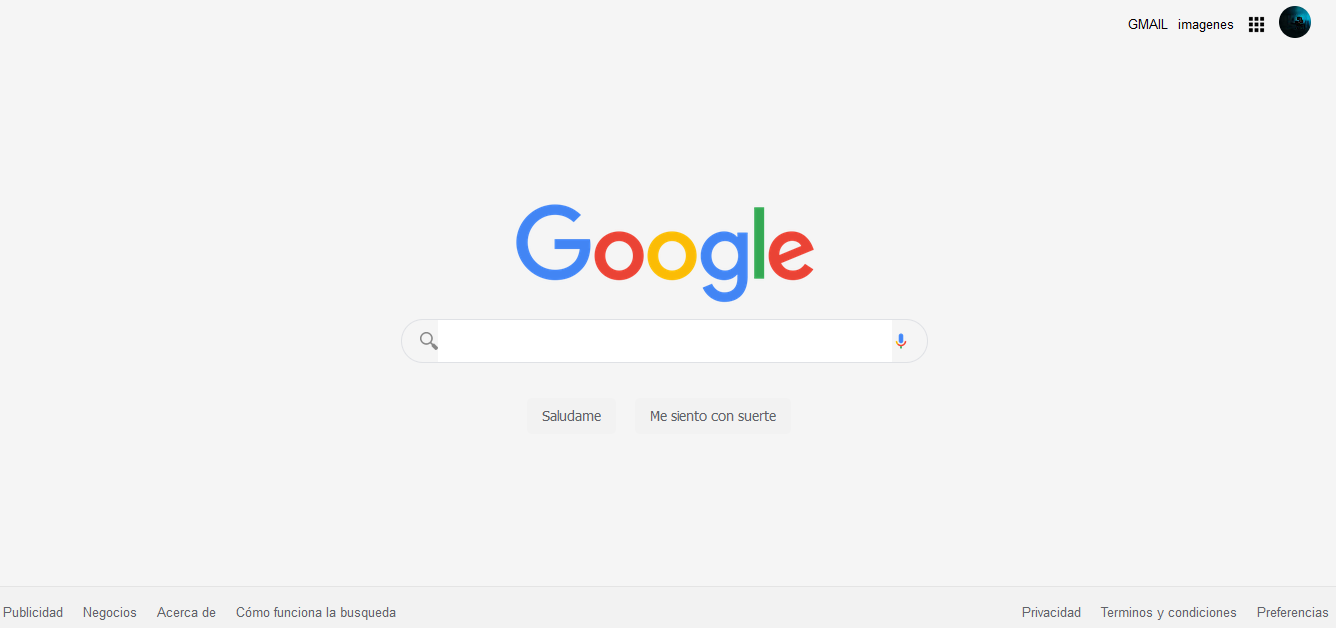 GMAIL imagenes
Google
Saludame Me siento con suerte
Publicidad Negocios Acerca de Cómo funciona la busqueda Privacidad Terminos y condiciones Preferencias